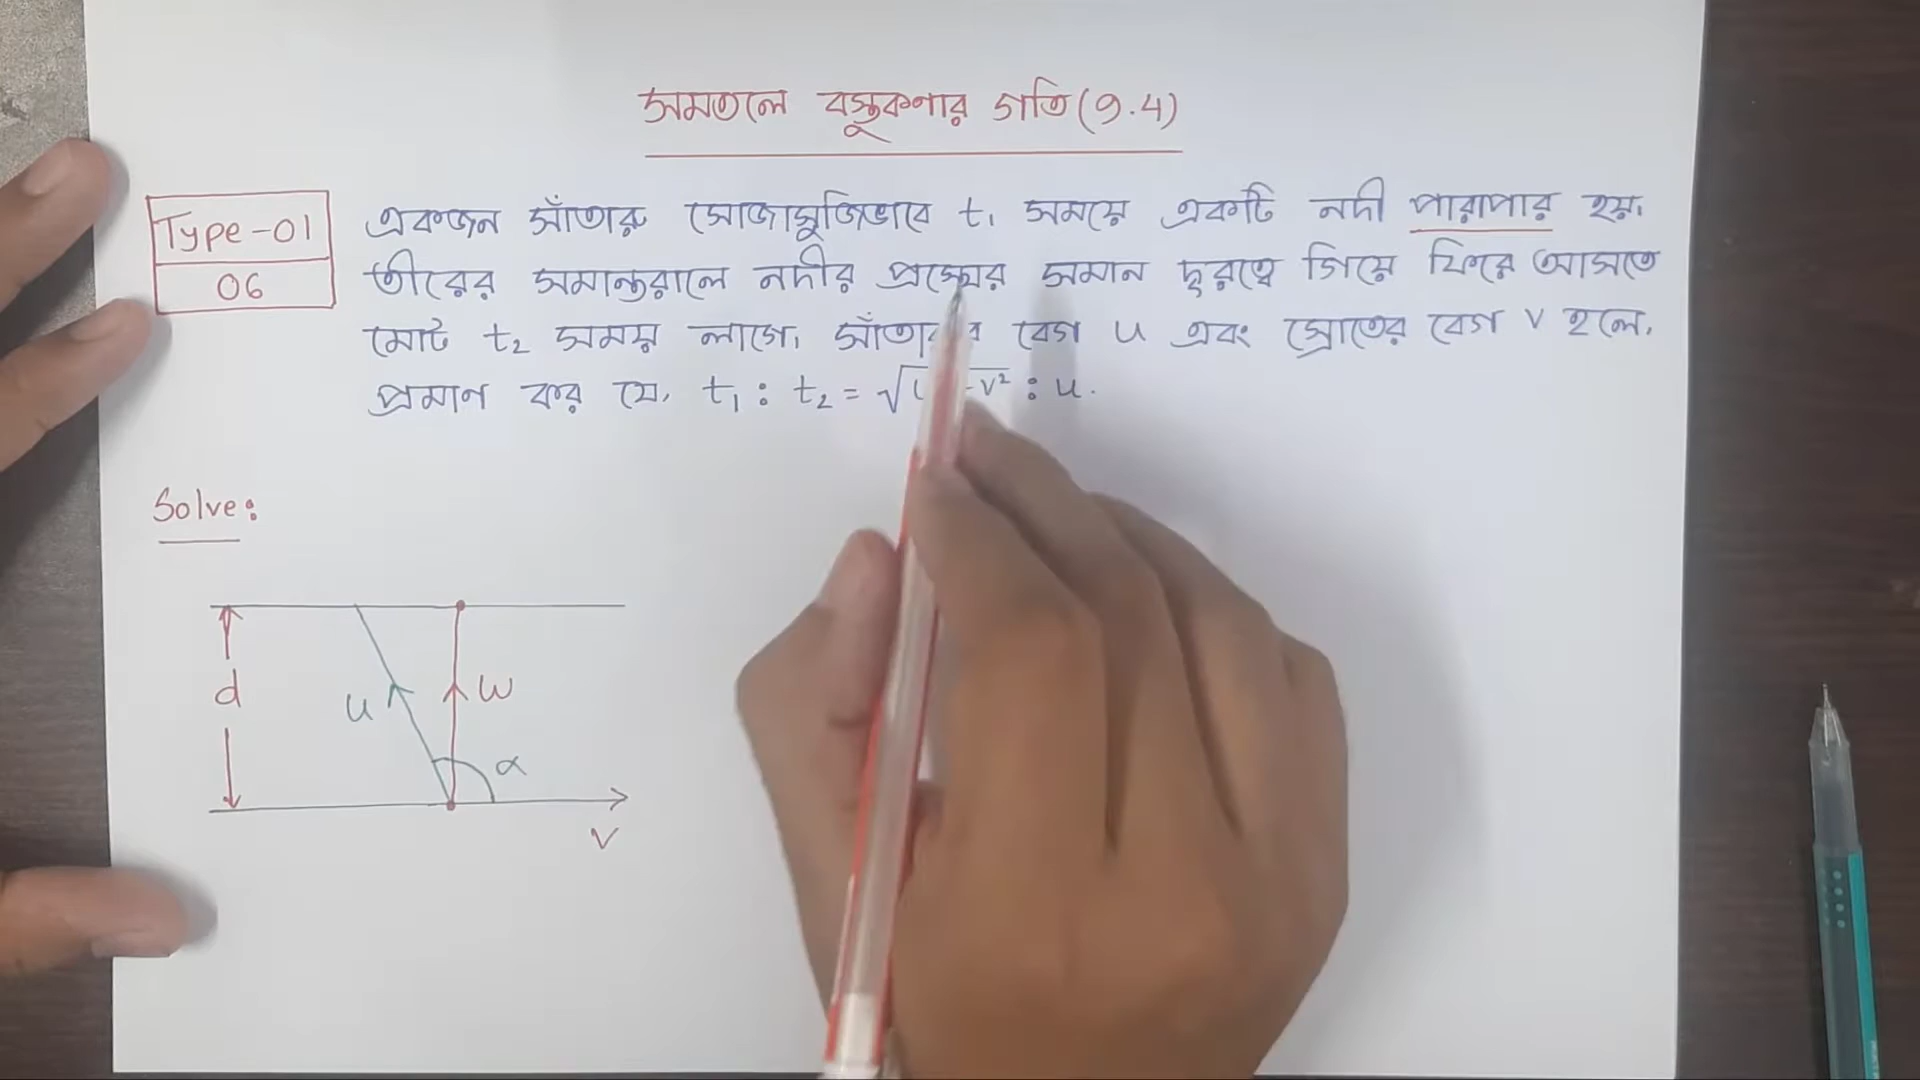 সমতলে বস্তুকণার গতি (9.4)
Type-01
06
একজন সাঁতারু সোজাসুজিভাবে t₁ সময়ে একটি নদী পারাপার হয়।
তীরের সমান্তরালে নদীর প্রস্থের সমান দূরত্বে গিয়ে ফিরে আসতে
মোট t₂ সময় লাগে। বেগ u এবং স্রোতের বেগ v হলে,
প্রমান কর যে, t₁ : t₂ = √ -v² : u.
Solve:
d
u
w
α
v